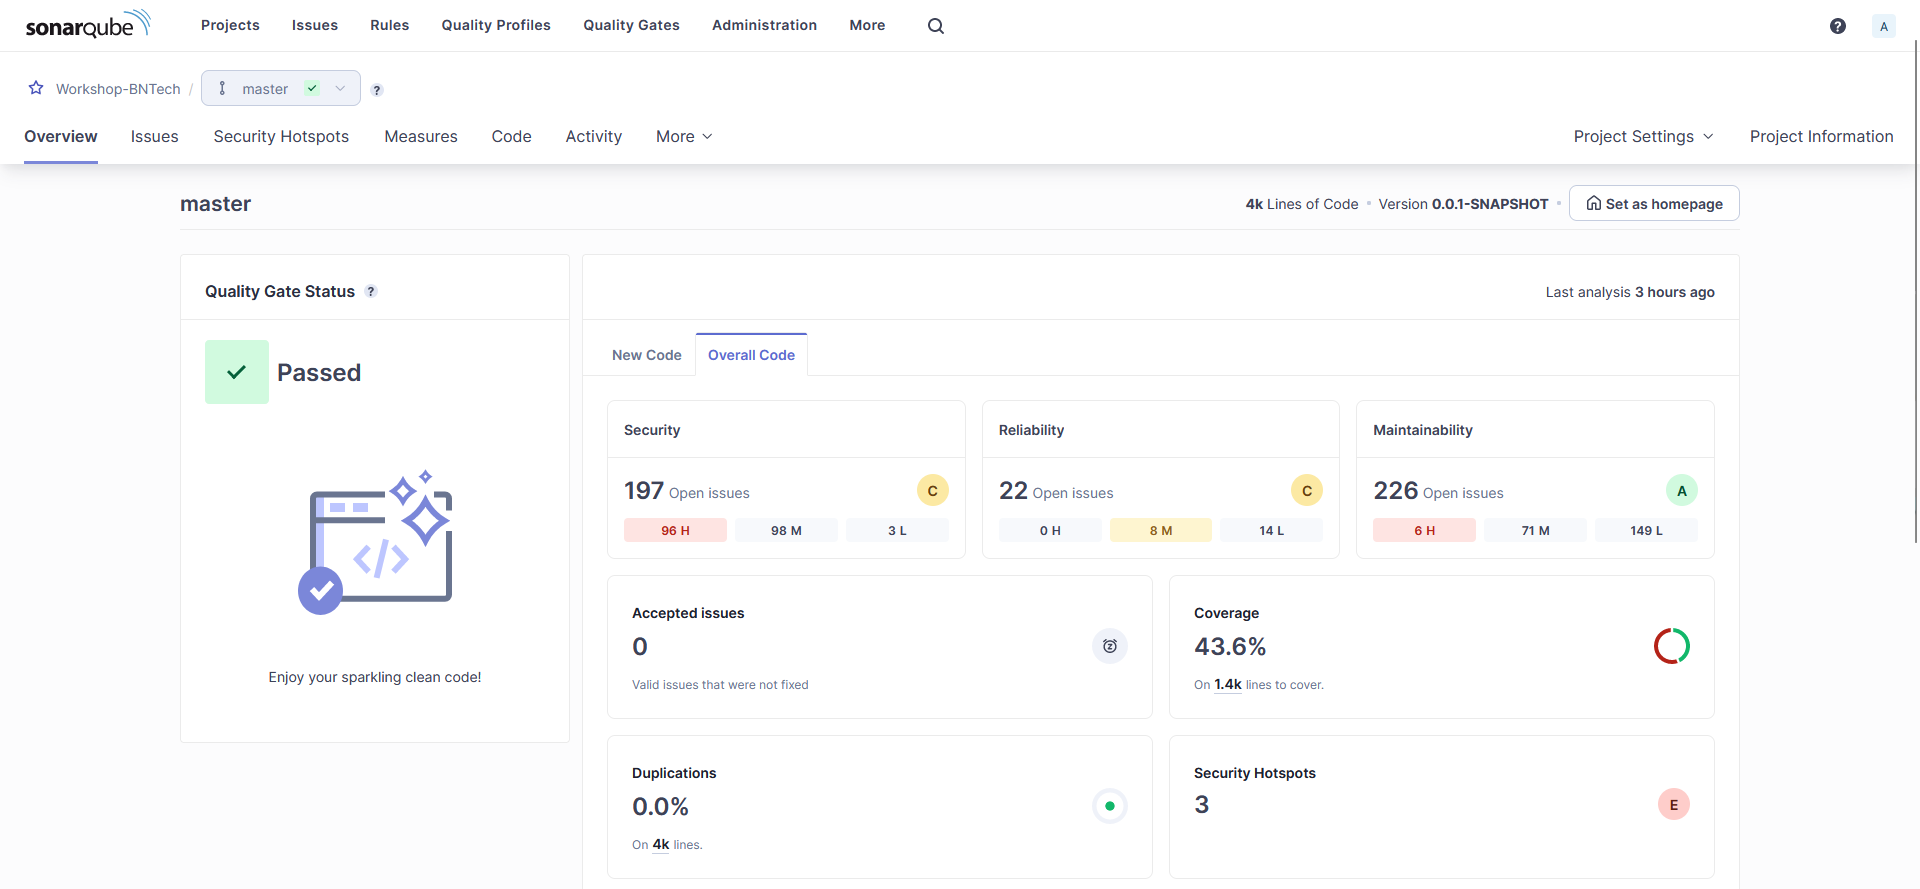 sonarqube Projects Issues Rules Quality Profiles Quality Gates Administration More ? A
Workshop-BNTech / master ?
Overview Issues Security Hotspots Measures Code Activity More Project Settings Project Information
master 4k Lines of Code • Version 0.0.1-SNAPSHOT • Set as homepage
Quality Gate Status ?
Passed
Enjoy your sparkling clean code!
Last analysis 3 hours ago
New Code Overall Code
Security
197 Open issues C
96 H 98 M 3 L
Reliability
22 Open issues C
0 H 8 M 14 L
Maintainability
226 Open issues A
6 H 71 M 149 L
Accepted issues
0
Valid issues that were not fixed
Coverage
43.6%
On 1.4k lines to cover.
Duplications
0.0%
On 4k lines.
Security Hotspots
3 E